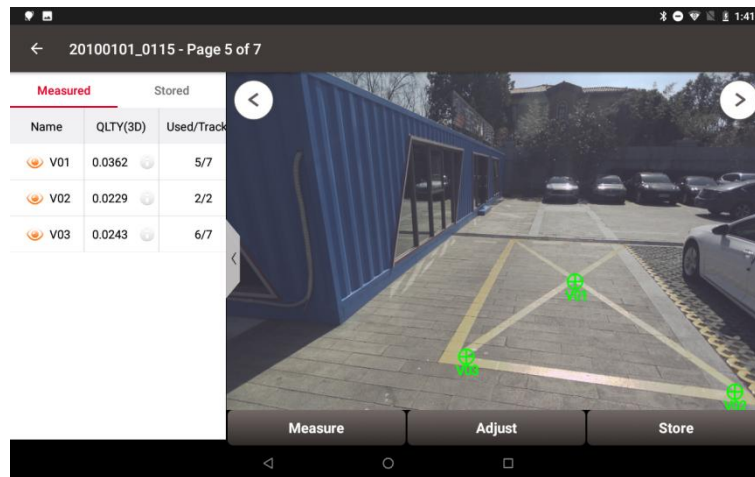 1:41
20100101_0115 - Page 5 of 7
Measured Stored
Name QLTY(3D) Used/Track
V01 0.0362 5/7
V02 0.0229 2/2
V03 0.0243 6/7
V01
V03
Measure Adjust Store